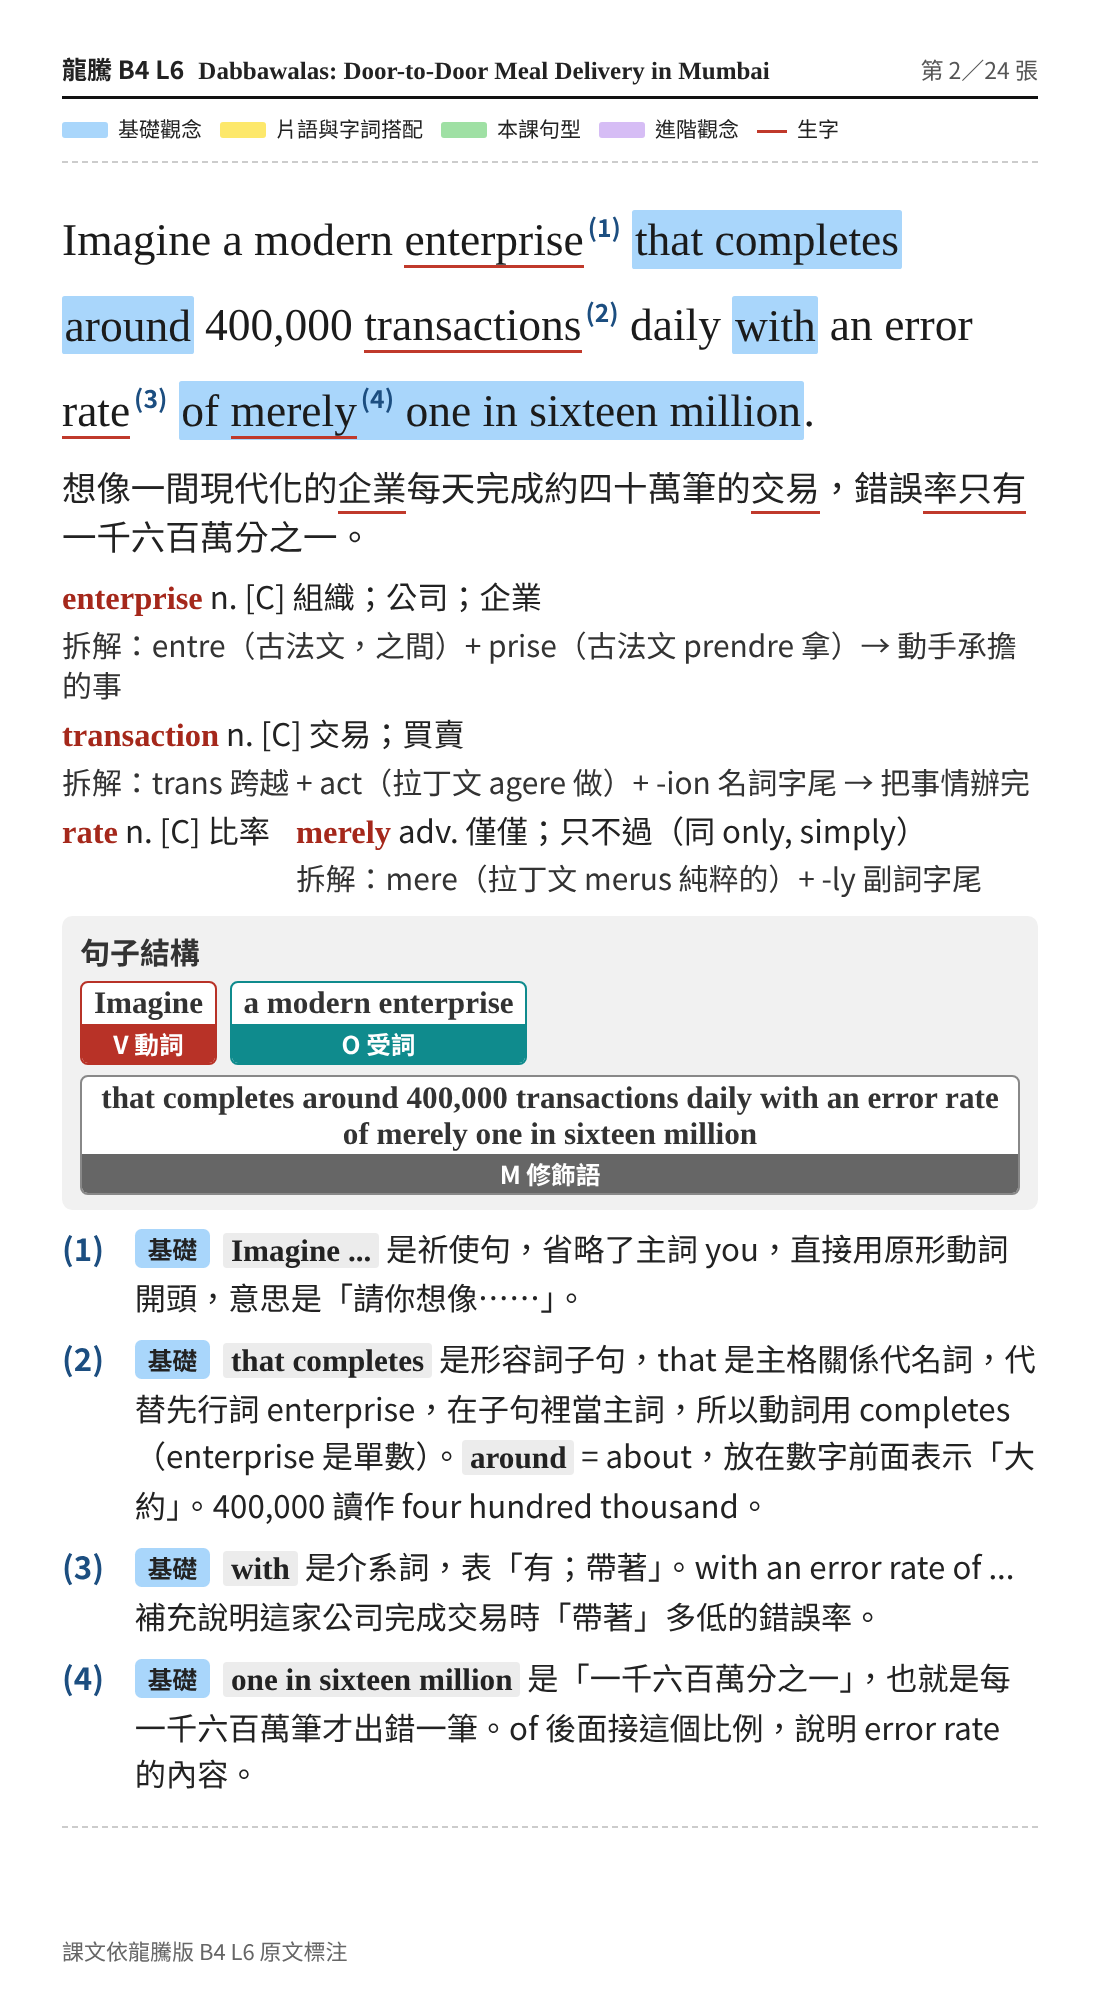 龍騰 B4 L6 Dabbawalas: Door-to-Door Meal Delivery in Mumbai 第 2／24 張
基礎觀念 片語與字詞搭配 本課句型 進階觀念 生字
Imagine a modern enterprise(1) that completes
around 400,000 transactions(2) daily with an error
rate(3) of merely(4) one in sixteen million.
想像一間現代化的企業每天完成約四十萬筆的交易，錯誤率只有
一千六百萬分之一。
enterprise n. [C] 組織；公司；企業
拆解：entre（古法文，之間）+ prise（古法文 prendre 拿）→ 動手承擔
的事
transaction n. [C] 交易；買賣
拆解：trans 跨越 + act（拉丁文 agere 做）+ -ion 名詞字尾 → 把事情辦完
rate n. [C] 比率 merely adv. 僅僅；只不過（同 only, simply）
拆解：mere（拉丁文 merus 純粹的）+ -ly 副詞字尾
句子結構
Imagine a modern enterprise
V 動詞 O 受詞
that completes around 400,000 transactions daily with an error rate
of merely one in sixteen million
M 修飾語
(1) 基礎 Imagine ... 是祈使句，省略了主詞 you，直接用原形動詞
開頭，意思是「請你想像……」。
(2) 基礎 that completes 是形容詞子句，that 是主格關係代名詞，代
替先行詞 enterprise，在子句裡當主詞，所以動詞用 completes
（enterprise 是單數）。around = about，放在數字前面表示「大
約」。400,000 讀作 four hundred thousand。
(3) 基礎 with 是介系詞，表「有；帶著」。with an error rate of ...
補充說明這家公司完成交易時「帶著」多低的錯誤率。
(4) 基礎 one in sixteen million 是「一千六百萬分之一」，也就是每
一千六百萬筆才出錯一筆。of 後面接這個比例，說明 error rate
的內容。
課文依龍騰版 B4 L6 原文標注